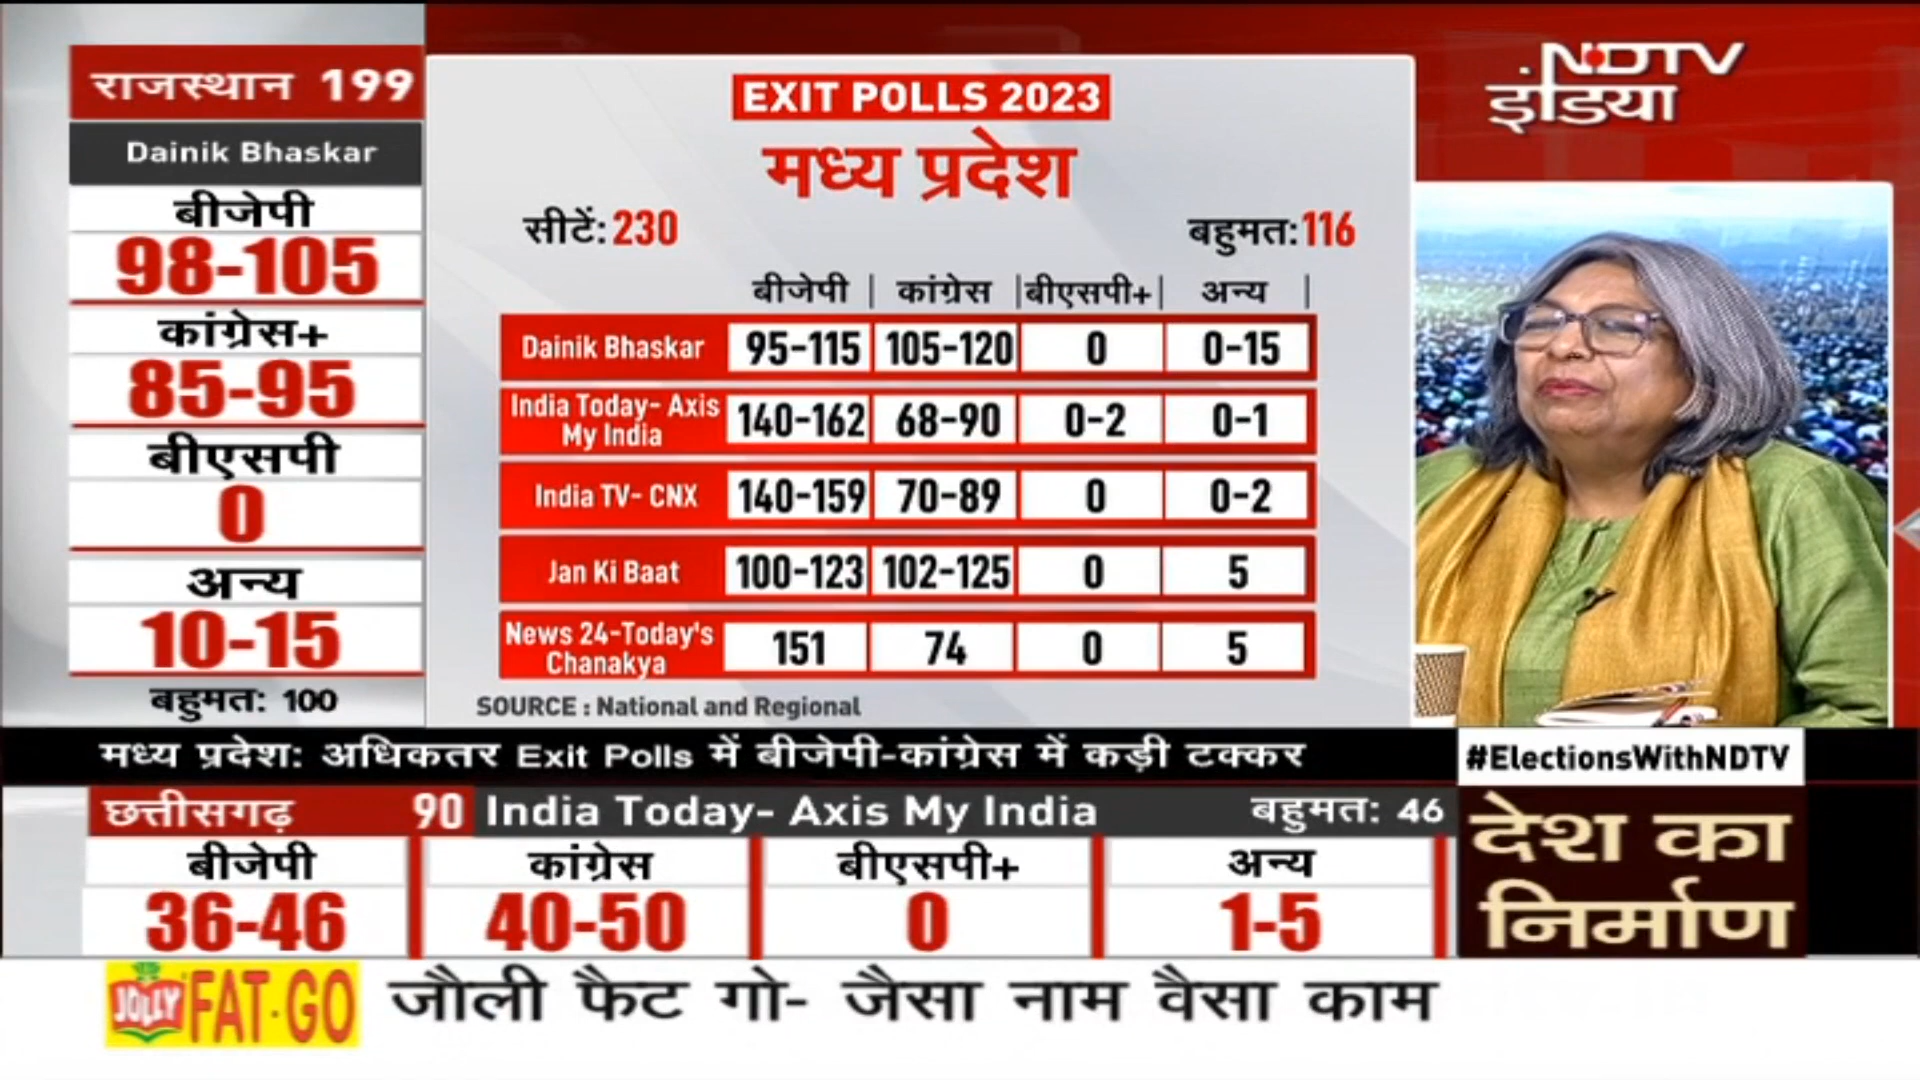 राजस्थान 199
Dainik Bhaskar
बीजेपी
98-105
कांग्रेस+
85-95
बीएसपी
0
अन्य
10-15
बहुमत: 100
EXIT POLLS 2023
मध्य प्रदेश
सीटें: 230 बहुमत: 116
बीजेपी | कांग्रेस | बीएसपी+ | अन्य |
Dainik Bhaskar 95-115 105-120 0 0-15
India Today- Axis My India 140-162 68-90 0-2 0-1
India TV- CNX 140-159 70-89 0 0-2
Jan Ki Baat 100-123 102-125 0 5
News 24-Today's Chanakya 151 74 0 5
SOURCE : National and Regional
NDTV
इंडिया
मध्य प्रदेश: अधिकतर Exit Polls में बीजेपी-कांग्रेस में कड़ी टक्कर
#ElectionsWithNDTV
छत्तीसगढ़ 90 India Today- Axis My India बहुमत: 46
बीजेपी कांग्रेस बीएसपी+ अन्य
36-46 40-50 0 1-5
देश का
निर्माण
JOLLY FAT-GO जौली फैट गो- जैसा नाम वैसा काम